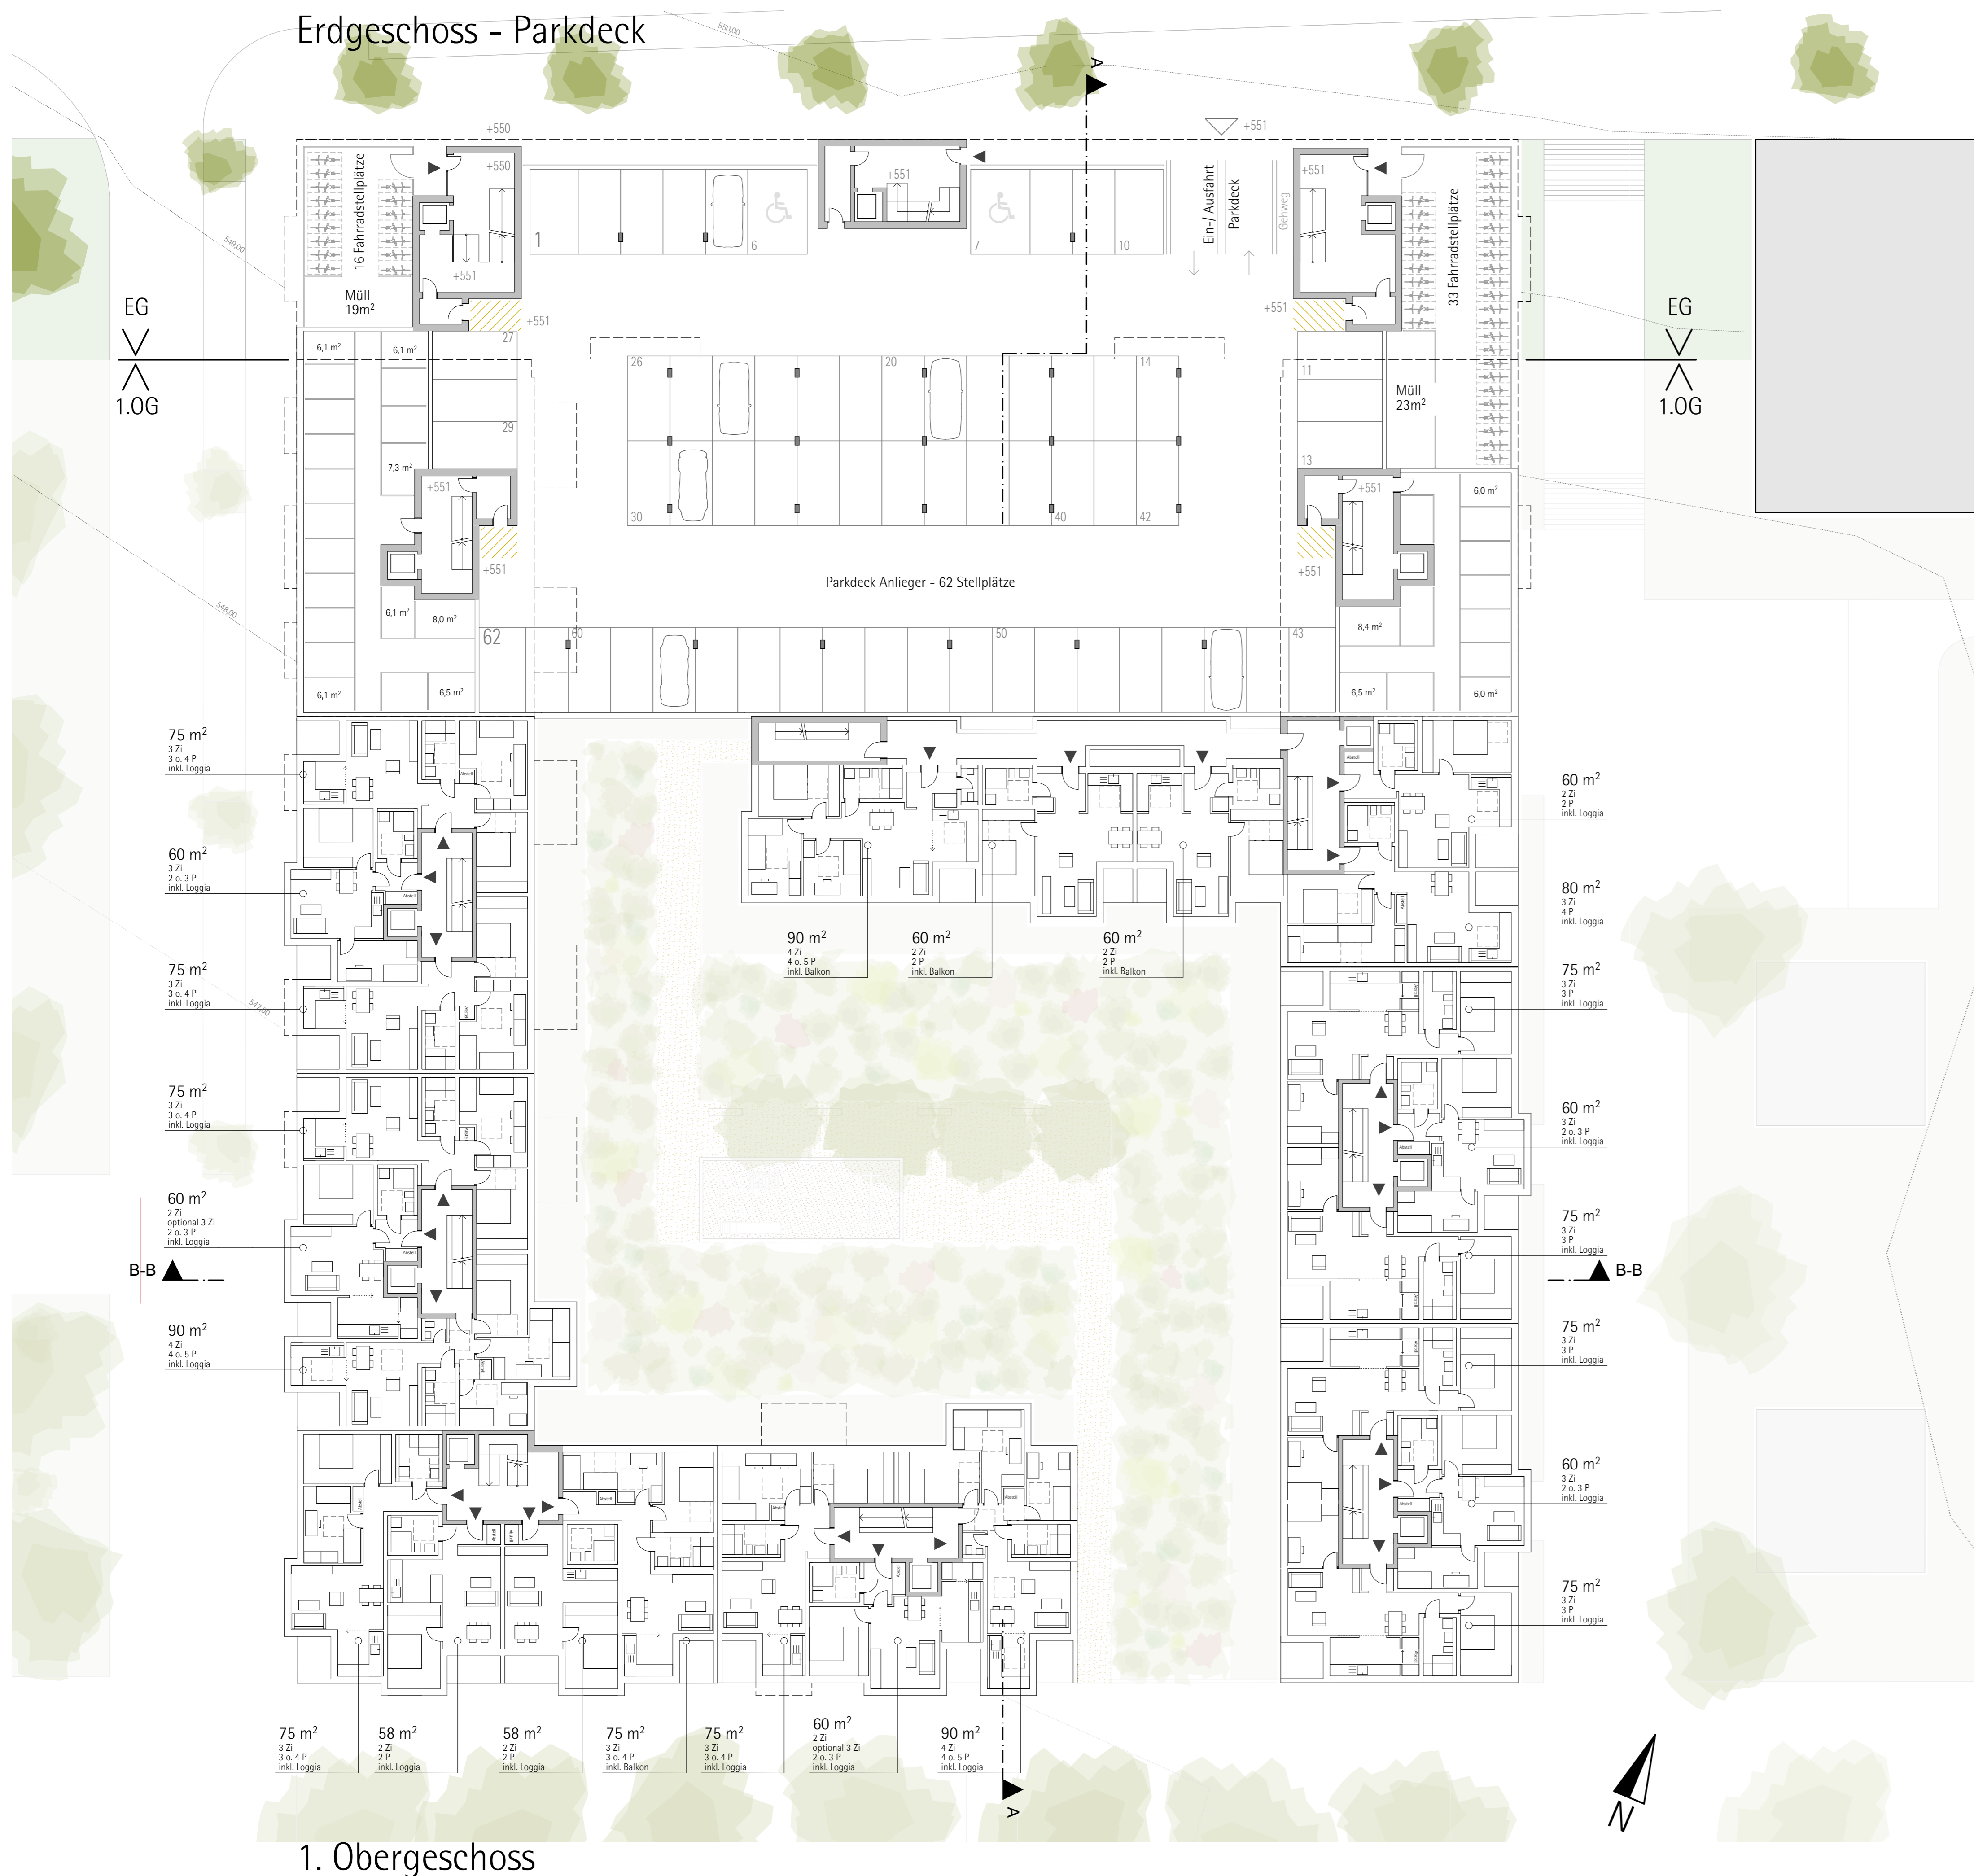 Erdgeschoss - Parkdeck
550,00
A
+550
+551
16 Fahrradstellplätze
+550
+551
+551
Ein-/ Ausfahrt
Parkdeck
Gehweg
33 Fahrradstellplätze
549,00
1
6
7
10
+551
Müll
19m²
EG
EG
+551
+551
27
6,1 m²
6,1 m²
26
20
14
11
1.OG
1.OG
Müll
23m²
29
7,3 m²
13
+551
+551
6,0 m²
30
40
42
+551
+551
Parkdeck Anlieger - 62 Stellplätze
548,00
6,1 m²
8,0 m²
62
60
50
43
8,4 m²
6,1 m²
6,5 m²
6,5 m²
6,0 m²
75 m²
3 Zi
3 o. 4 P
inkl. Loggia
60 m²
3 Zi
2 o. 3 P
inkl. Loggia
75 m²
3 Zi
3 o. 4 P
inkl. Loggia
547,00
75 m²
3 Zi
3 o. 4 P
inkl. Loggia
60 m²
2 Zi
optional 3 Zi
2 o. 3 P
inkl. Loggia
B-B
90 m²
4 Zi
4 o. 5 P
inkl. Loggia
90 m²
4 Zi
4 o. 5 P
inkl. Balkon
60 m²
2 Zi
2 P
inkl. Balkon
60 m²
2 Zi
2 P
inkl. Balkon
60 m²
2 Zi
2 P
inkl. Loggia
80 m²
3 Zi
4 P
inkl. Loggia
75 m²
3 Zi
3 P
inkl. Loggia
60 m²
3 Zi
2 o. 3 P
inkl. Loggia
75 m²
3 Zi
3 P
inkl. Loggia
B-B
75 m²
3 Zi
3 P
inkl. Loggia
60 m²
3 Zi
2 o. 3 P
inkl. Loggia
75 m²
3 Zi
3 P
inkl. Loggia
75 m²
3 Zi
3 o. 4 P
inkl. Loggia
58 m²
2 Zi
2 P
inkl. Loggia
58 m²
2 Zi
2 P
inkl. Loggia
75 m²
3 Zi
3 o. 4 P
inkl. Balkon
75 m²
3 Zi
3 o. 4 P
inkl. Loggia
60 m²
2 Zi
optional 3 Zi
2 o. 3 P
inkl. Loggia
90 m²
4 Zi
4 o. 5 P
inkl. Loggia
A
N
1. Obergeschoss